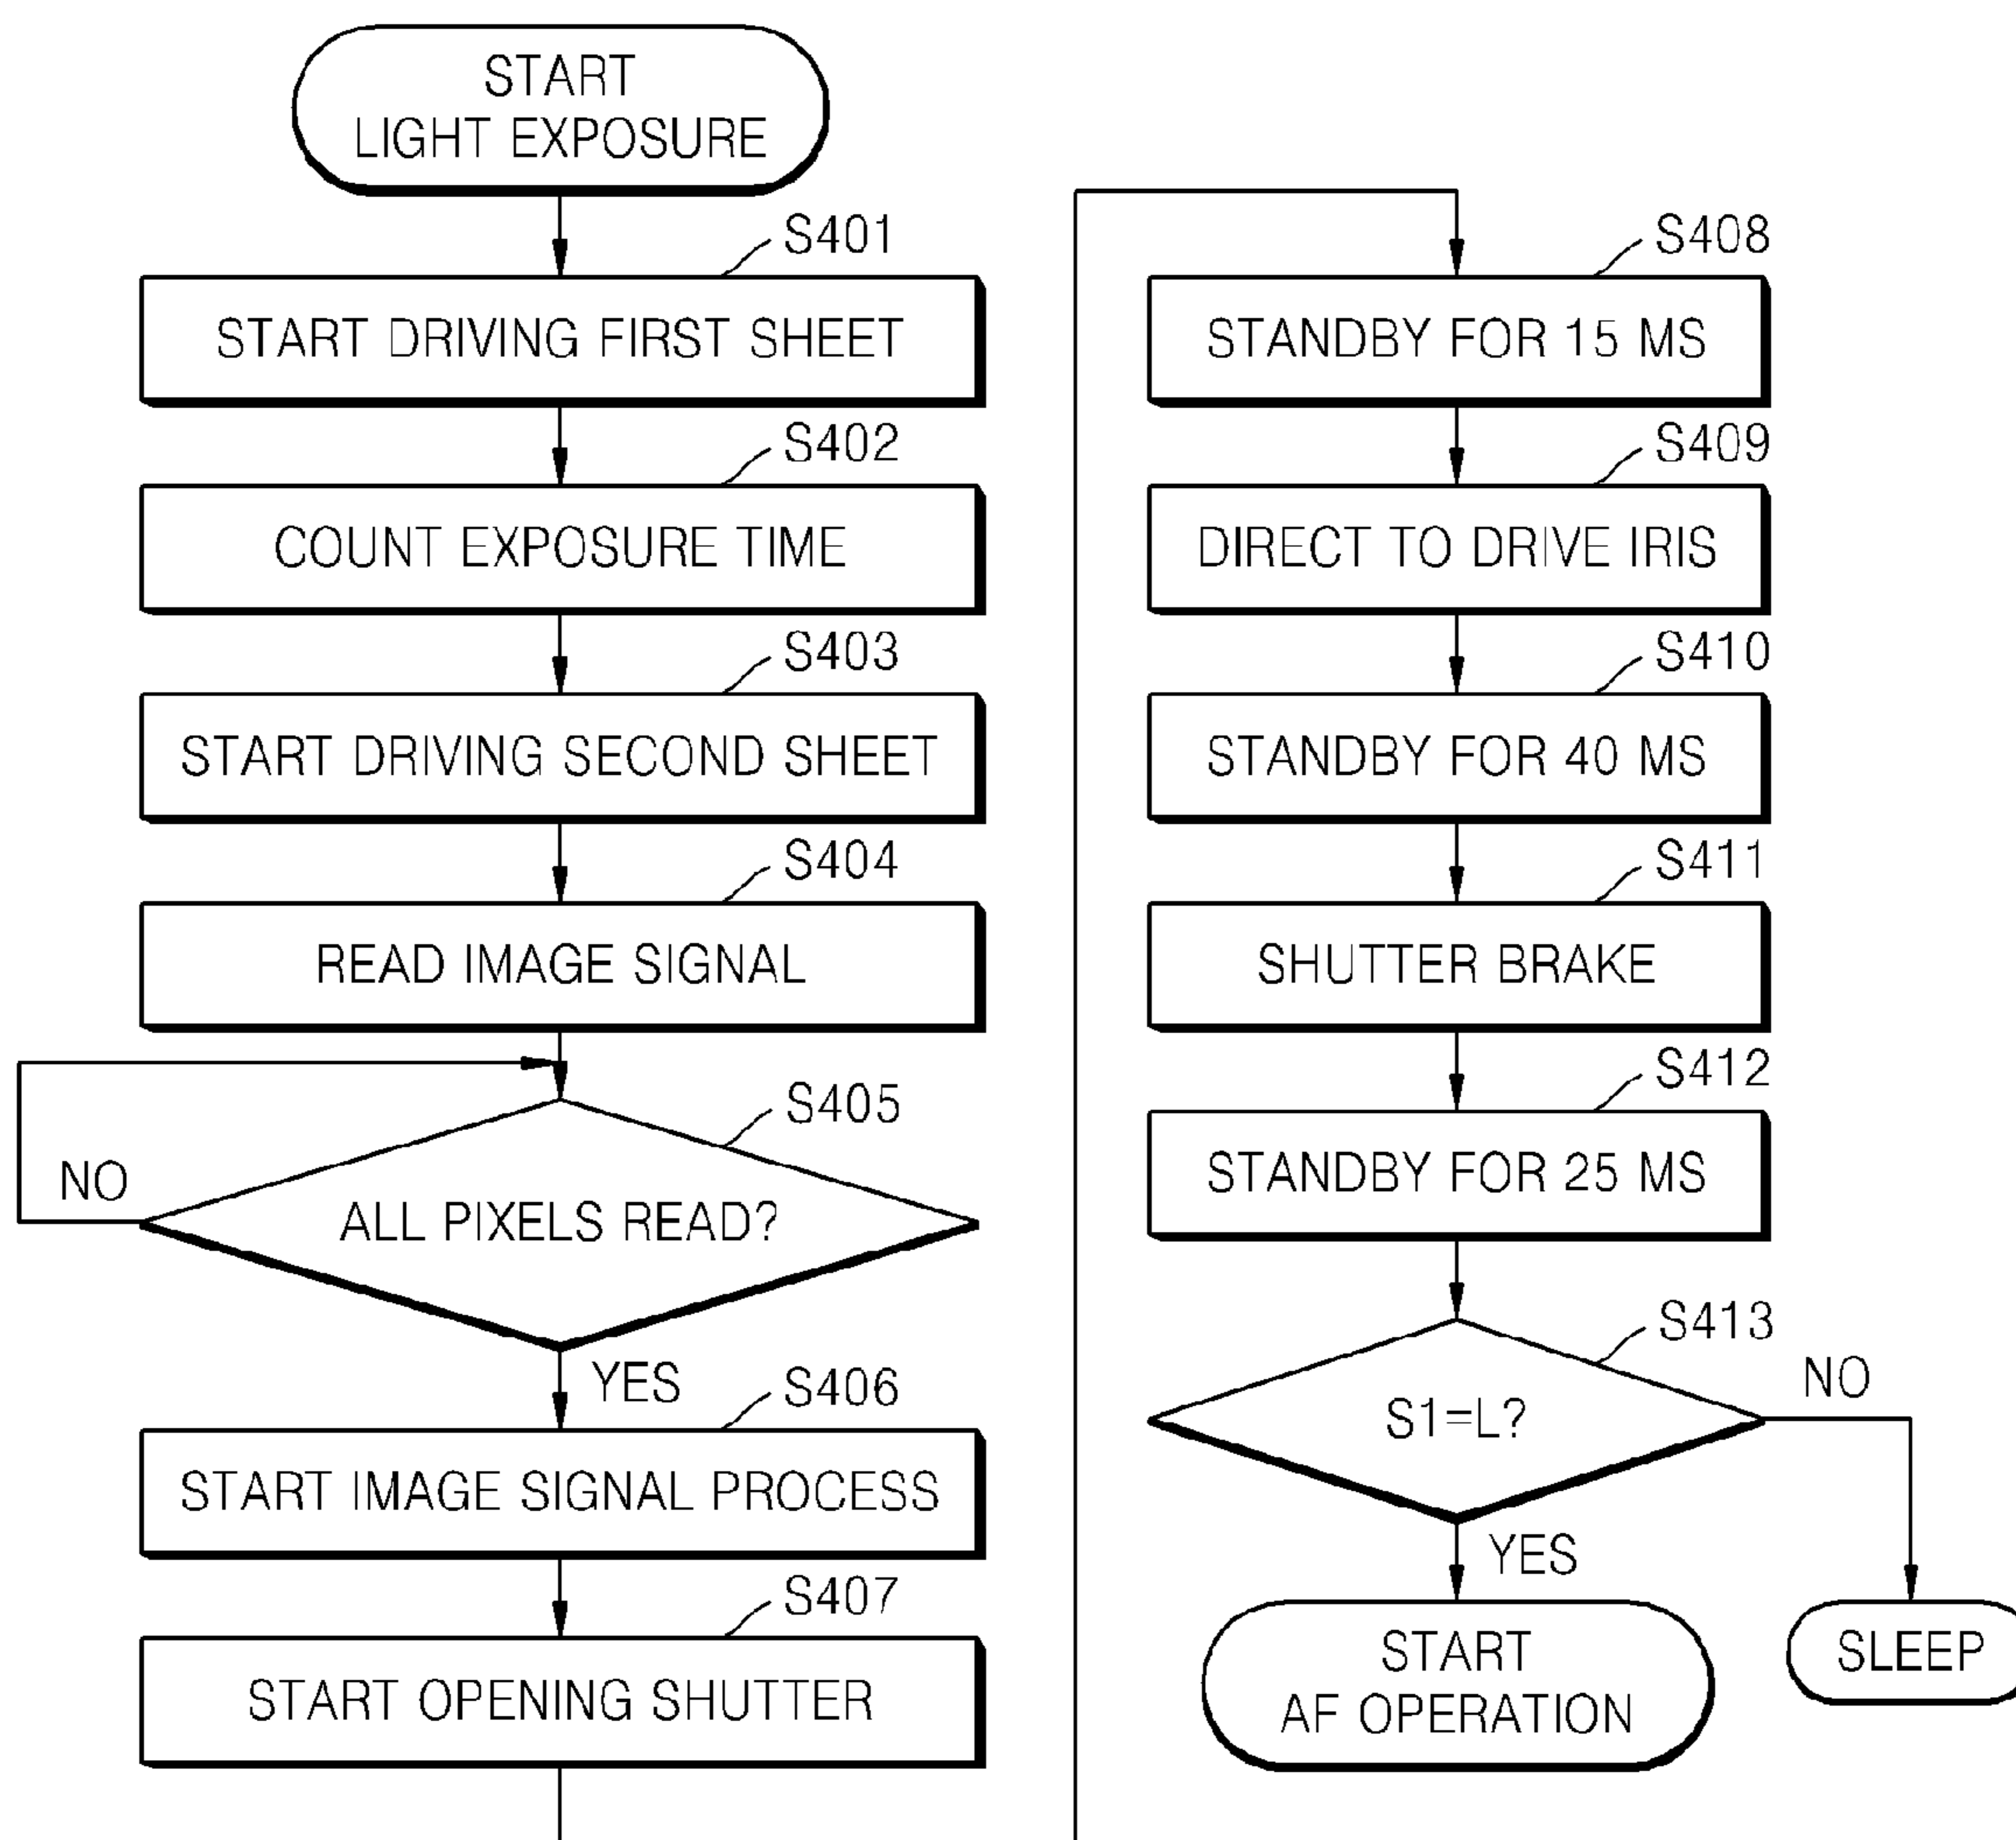 START
LIGHT EXPOSURE
S401
START DRIVING FIRST SHEET
S402
COUNT EXPOSURE TIME
S403
START DRIVING SECOND SHEET
S404
READ IMAGE SIGNAL
S405
NO
ALL PIXELS READ?
YES
S406
START IMAGE SIGNAL PROCESS
S407
START OPENING SHUTTER
S408
STANDBY FOR 15 MS
S409
DIRECT TO DRIVE IRIS
S410
STANDBY FOR 40 MS
S411
SHUTTER BRAKE
S412
STANDBY FOR 25 MS
S413
NO
S1=L?
YES
START
AF OPERATION
SLEEP